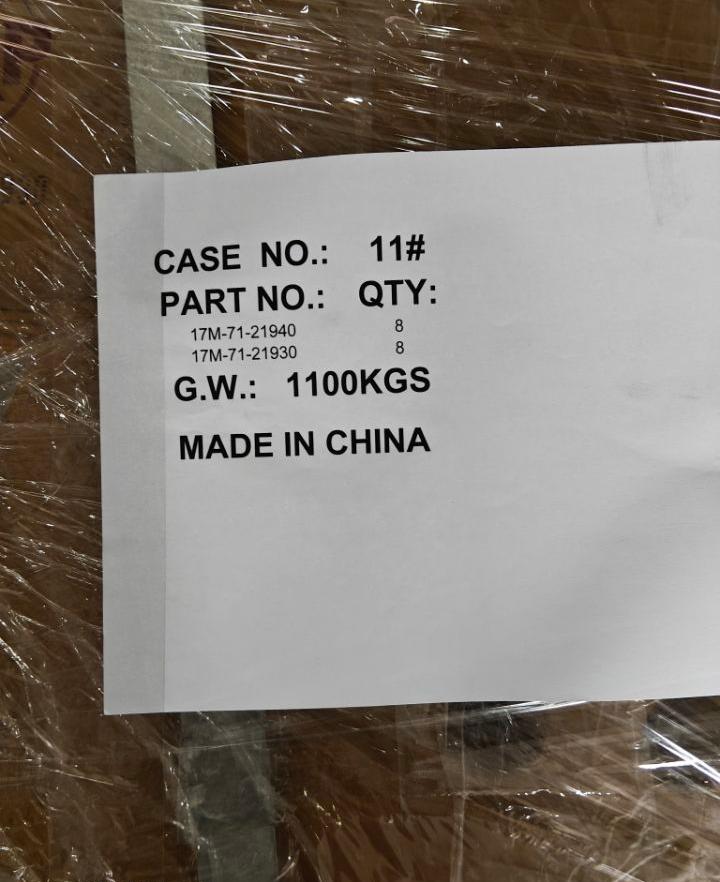 CASE NO.: 11#
PART NO.: QTY:
17M-71-21940 8
17M-71-21930 8
G.W.: 1100KGS
MADE IN CHINA